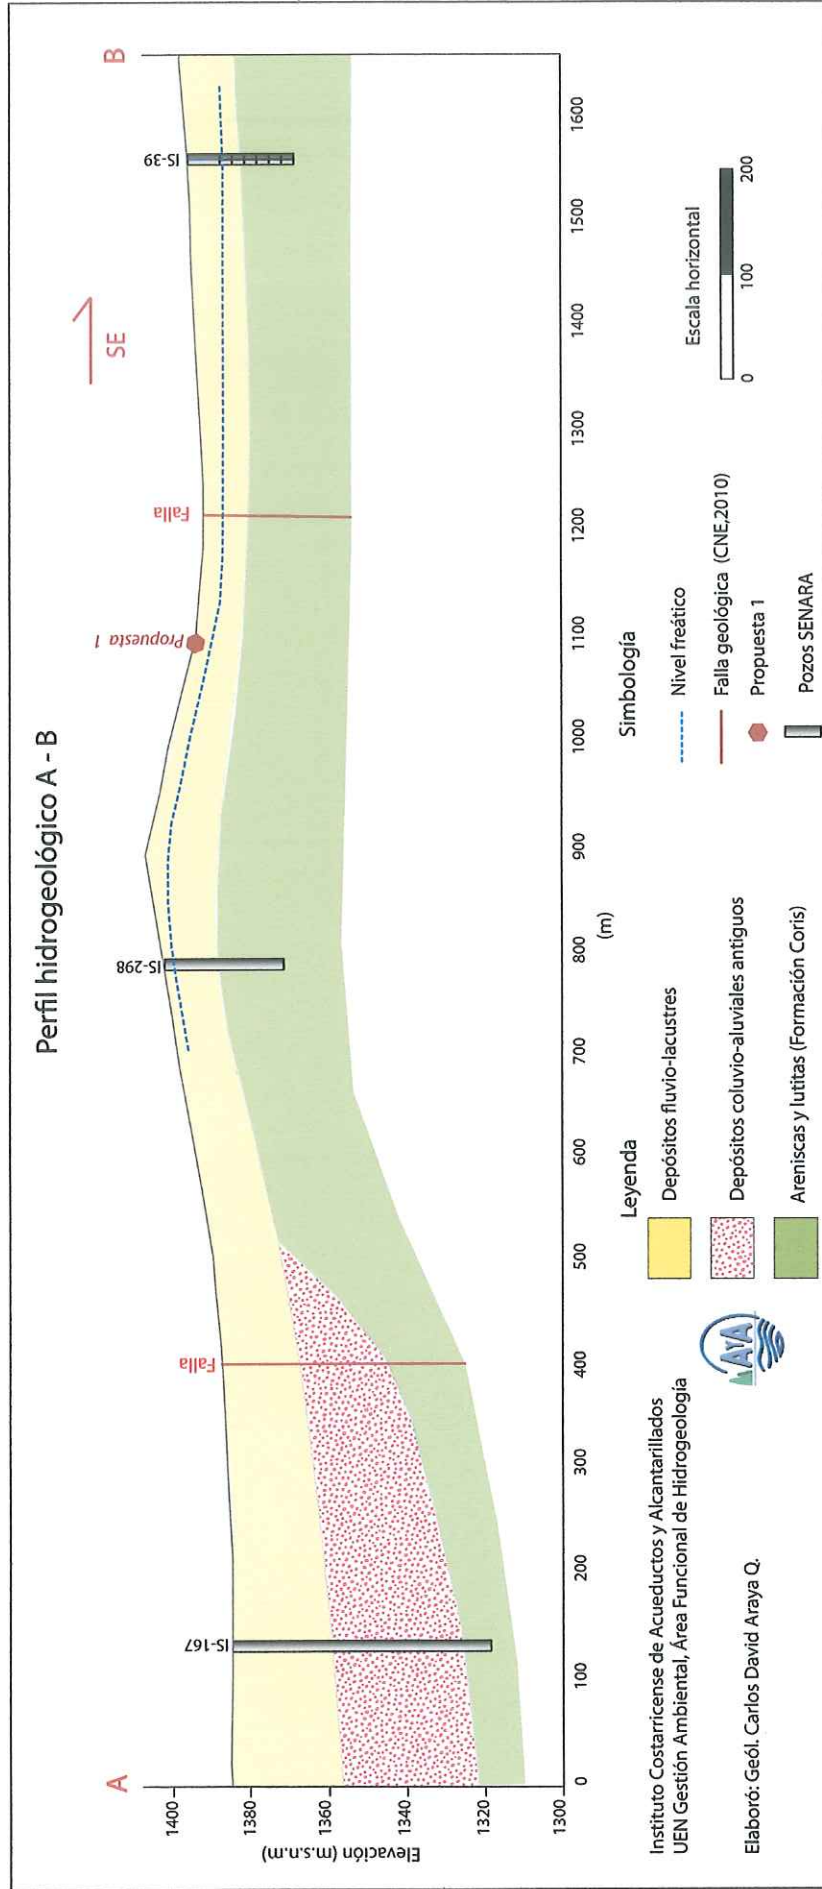 Perfil hidrogeológico A - B
A
B
SE
IS-167
Falla
IS-298
Propuesta 1
Falla
IS-39
Elevación (m.s.n.m)
1400
1380
1360
1340
1320
1300
0
100
200
300
400
500
600
700
800
900
1000
1100
1200
1300
1400
1500
1600
(m)
Instituto Costarricense de Acueductos y Alcantarillados
UEN Gestión Ambiental, Área Funcional de Hidrogeología
AyA
Elaboró: Geól. Carlos David Araya Q.
Leyenda
Depósitos fluvio-lacustres
Depósitos coluvio-aluviales antiguos
Areniscas y lutitas (Formación Coris)
Simbología
Nivel freático
Falla geológica (CNE,2010)
Propuesta 1
Pozos SENARA
Escala horizontal
0
100
200